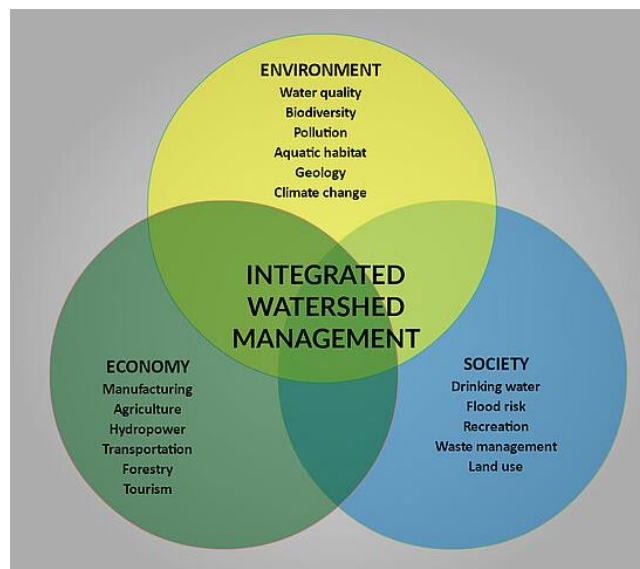 ENVIRONMENT
Water quality
Biodiversity
Pollution
Aquatic habitat
Geology
Climate change
INTEGRATED
WATERSHED
MANAGEMENT
ECONOMY
Manufacturing
Agriculture
Hydropower
Transportation
Forestry
Tourism
SOCIETY
Drinking water
Flood risk
Recreation
Waste management
Land use